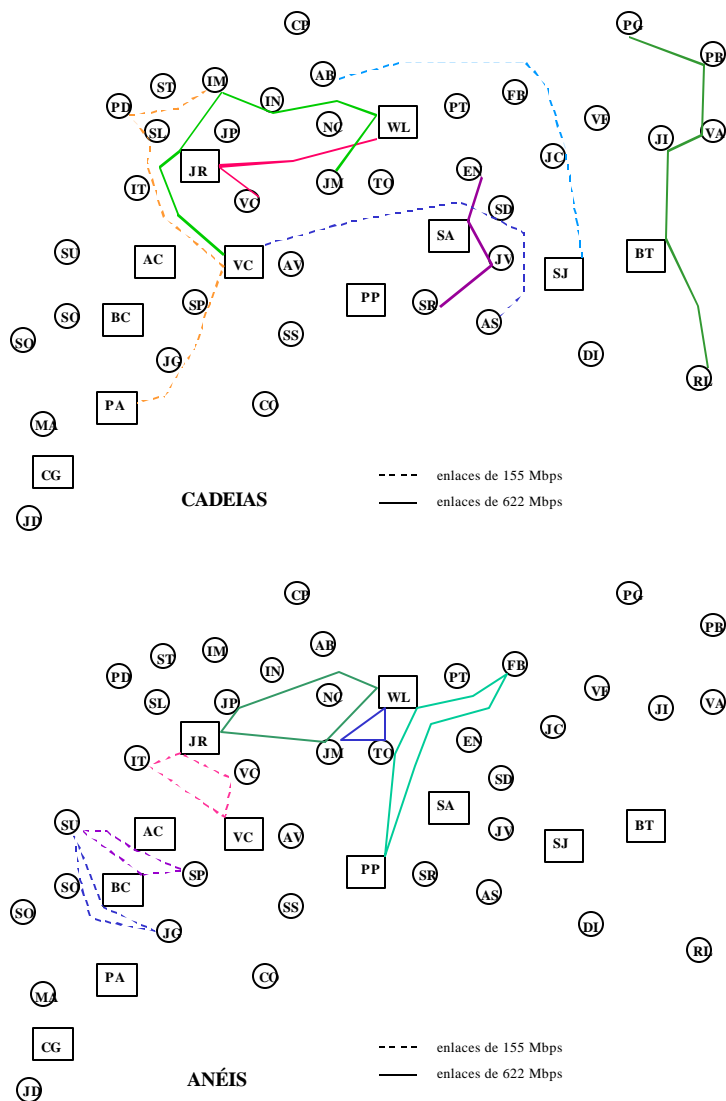 CP
PG
PB
AB
IM
ST
FB
IN
PD
PT
VF
NC
WL
SL
JP
VA
JI
JC
JR
EN
JM
TO
IT
VC
SD
SA
SU
AC
VC
AV
JV
SJ
BT
SP
PP
SR
SO
BC
AS
SS
SO
DI
JG
RL
PA
CO
MA
CG
enlaces de 155 Mbps
CADEIAS
enlaces de 622 Mbps
JD
CP
PG
PB
AB
IM
ST
FB
IN
PD
PT
VF
NC
WL
SL
JP
VA
JI
JC
JR
EN
JM
TO
IT
VC
SD
SA
SU
AC
VC
AV
JV
SJ
BT
SP
PP
SR
SO
BC
AS
SS
SO
DI
JG
RL
PA
CO
MA
CG
enlaces de 155 Mbps
enlaces de 622 Mbps
ANÉIS
JD